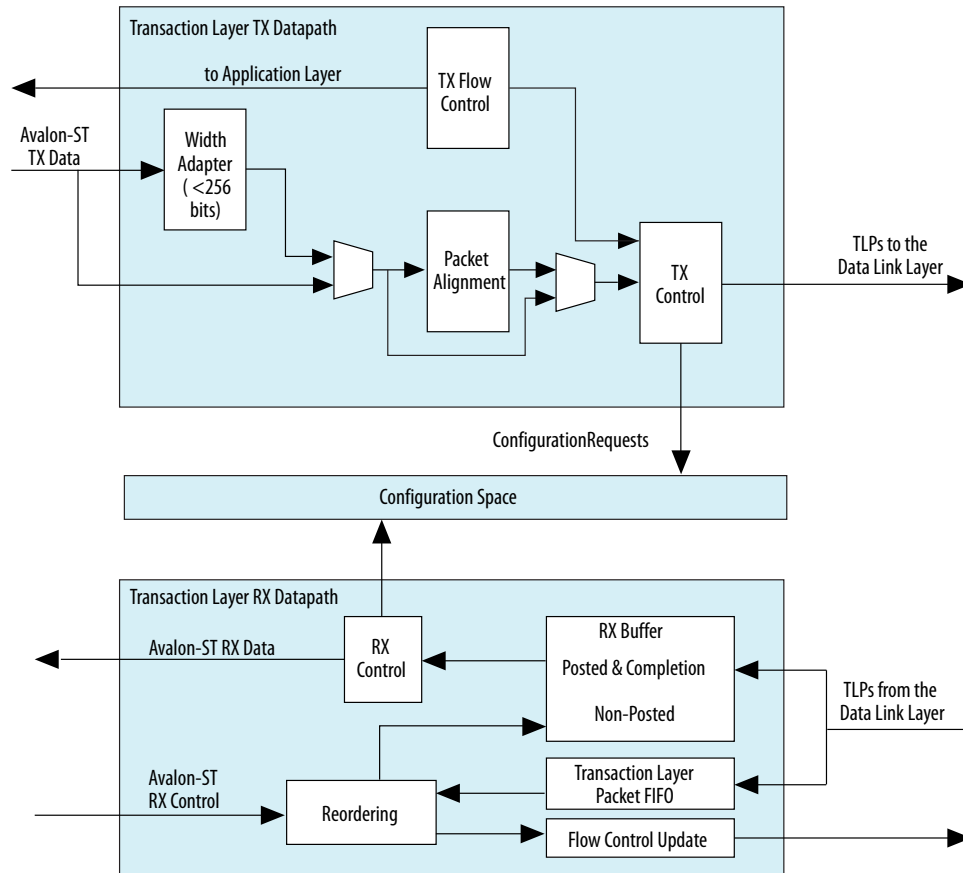 Transaction Layer TX Datapath
to Application Layer
TX Flow
Control
Avalon-ST
TX Data
Width
Adapter
( <256
bits)
Packet
Alignment
TX
Control
TLPs to the
Data Link Layer
ConfigurationRequests
Configuration Space
Transaction Layer RX Datapath
Avalon-ST RX Data
RX
Control
RX Buffer
Posted & Completion
Non-Posted
TLPs from the
Data Link Layer
Avalon-ST
RX Control
Reordering
Transaction Layer
Packet FIFO
Flow Control Update